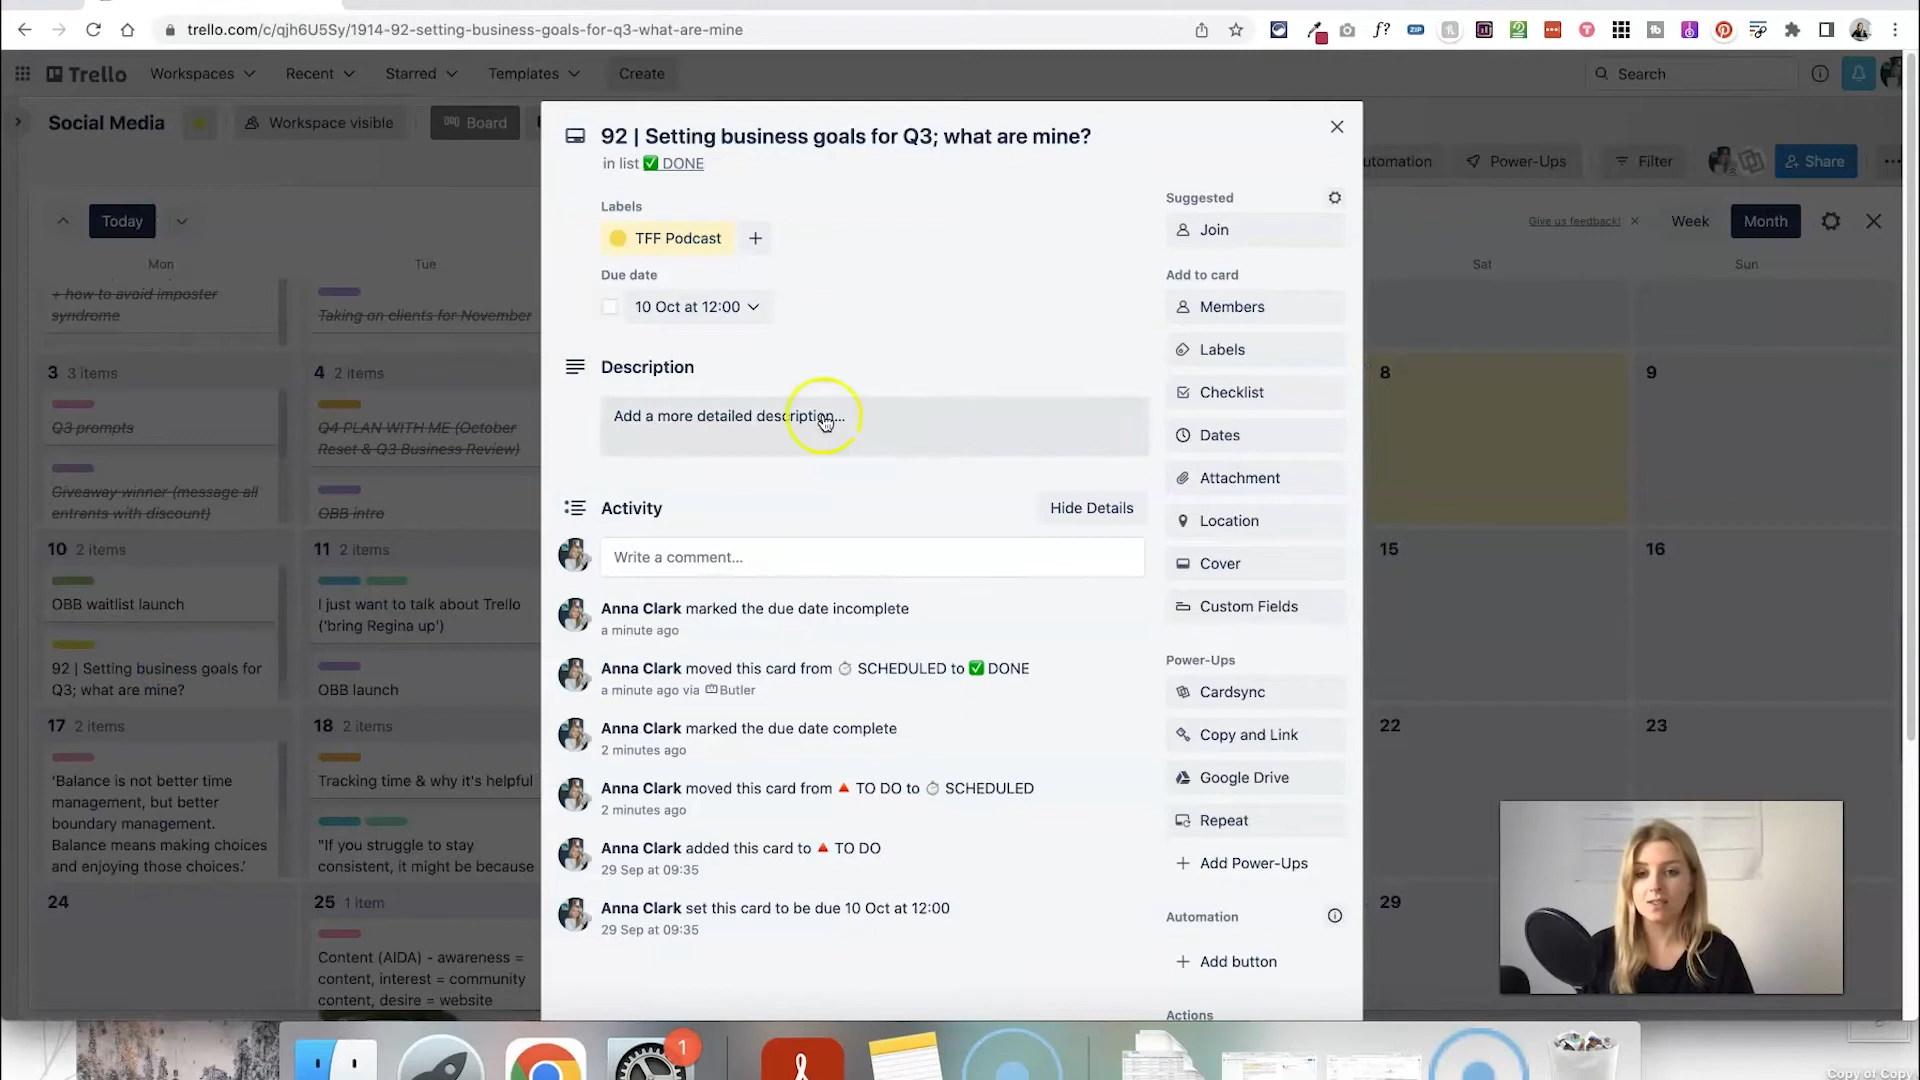 trello.com/c/qjh6U5Sy/1914-92-setting-business-goals-for-q3-what-are-mine
Trello
Workspaces
Recent
Starred
Templates
Create
Search
Social Media
Workspace visible
Board
utomation
Power-Ups
Filter
Share
Today
Give us feedback!
Week
Month
Mon
Tue
Sat
Sun
+ how to avoid imposter
syndrome
Taking on clients for November
3 3 items
Q3 prompts
Giveaway winner (message all
entrants with discount)
4 2 items
Q4 PLAN WITH ME (October
Reset & Q3 Business Review)
OBB intro
8
9
10 2 items
OBB waitlist launch
92 | Setting business goals for
Q3; what are mine?
11 2 items
I just want to talk about Trello
('bring Regina up')
OBB launch
15
16
17 2 items
'Balance is not better time
management, but better
boundary management.
Balance means making choices
and enjoying those choices.'
18 2 items
Tracking time & why it's helpful
"If you struggle to stay
consistent, it might be because
22
23
24
25 1 item
Content (AIDA) - awareness =
content, interest = community
content, desire = website
29
92 | Setting business goals for Q3; what are mine?
in list ✅ DONE
Labels
TFF Podcast
Due date
10 Oct at 12:00
Description
Add a more detailed description...
Activity
Hide Details
Write a comment...
Anna Clark marked the due date incomplete
a minute ago
Anna Clark moved this card from ⏱ SCHEDULED to ✅ DONE
a minute ago via Butler
Anna Clark marked the due date complete
2 minutes ago
Anna Clark moved this card from 🔺 TO DO to ⏱ SCHEDULED
2 minutes ago
Anna Clark added this card to 🔺 TO DO
29 Sep at 09:35
Anna Clark set this card to be due 10 Oct at 12:00
29 Sep at 09:35
Suggested
Join
Add to card
Members
Labels
Checklist
Dates
Attachment
Location
Cover
Custom Fields
Power-Ups
Cardsync
Copy and Link
Google Drive
Repeat
Add Power-Ups
Automation
Add button
Actions
1
Copy of Copy